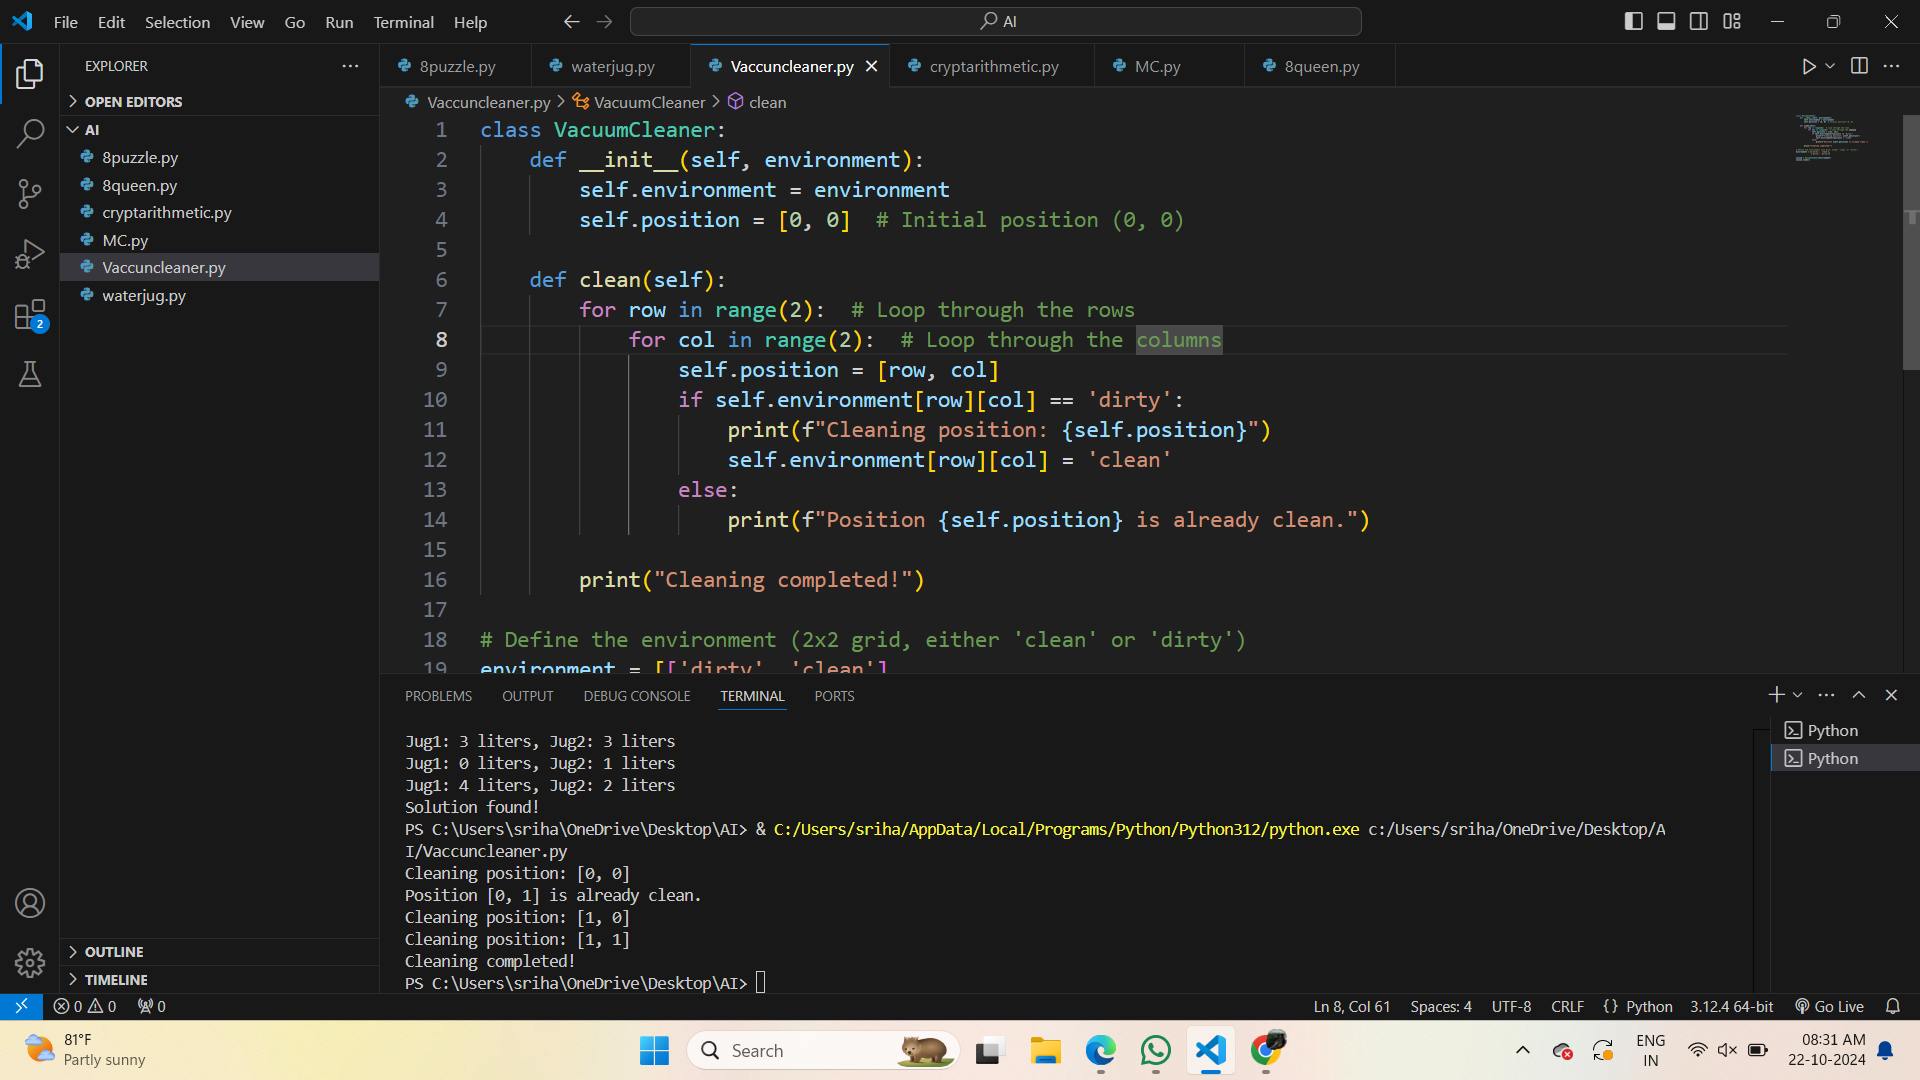 File Edit Selection View Go Run Terminal Help
AI
EXPLORER
OPEN EDITORS
AI
8puzzle.py
8queen.py
cryptarithmetic.py
MC.py
Vaccuncleaner.py
waterjug.py
OUTLINE
TIMELINE
2
8puzzle.py waterjug.py Vaccuncleaner.py cryptarithmetic.py MC.py 8queen.py
Vaccuncleaner.py > VacuumCleaner > clean
1 class VacuumCleaner:
2     def __init__(self, environment):
3         self.environment = environment
4         self.position = [0, 0]  # Initial position (0, 0)
5
6     def clean(self):
7         for row in range(2):  # Loop through the rows
8             for col in range(2):  # Loop through the columns
9                 self.position = [row, col]
10                 if self.environment[row][col] == 'dirty':
11                     print(f"Cleaning position: {self.position}")
12                     self.environment[row][col] = 'clean'
13                 else:
14                     print(f"Position {self.position} is already clean.")
15
16         print("Cleaning completed!")
17
18 # Define the environment (2x2 grid, either 'clean' or 'dirty')
19 environment = [['dirty', 'clean'],
PROBLEMS OUTPUT DEBUG CONSOLE TERMINAL PORTS
Jug1: 3 liters, Jug2: 3 liters
Jug1: 0 liters, Jug2: 1 liters
Jug1: 4 liters, Jug2: 2 liters
Solution found!
PS C:\Users\sriha\OneDrive\Desktop\AI> & C:/Users/sriha/AppData/Local/Programs/Python/Python312/python.exe c:/Users/sriha/OneDrive/Desktop/A
I/Vaccuncleaner.py
Cleaning position: [0, 0]
Position [0, 1] is already clean.
Cleaning position: [1, 0]
Cleaning position: [1, 1]
Cleaning completed!
PS C:\Users\sriha\OneDrive\Desktop\AI>
Python
Python
0 0 0 Ln 8, Col 61 Spaces: 4 UTF-8 CRLF {} Python 3.12.4 64-bit Go Live
81°F
Partly sunny
Search
ENG
IN
08:31 AM
22-10-2024